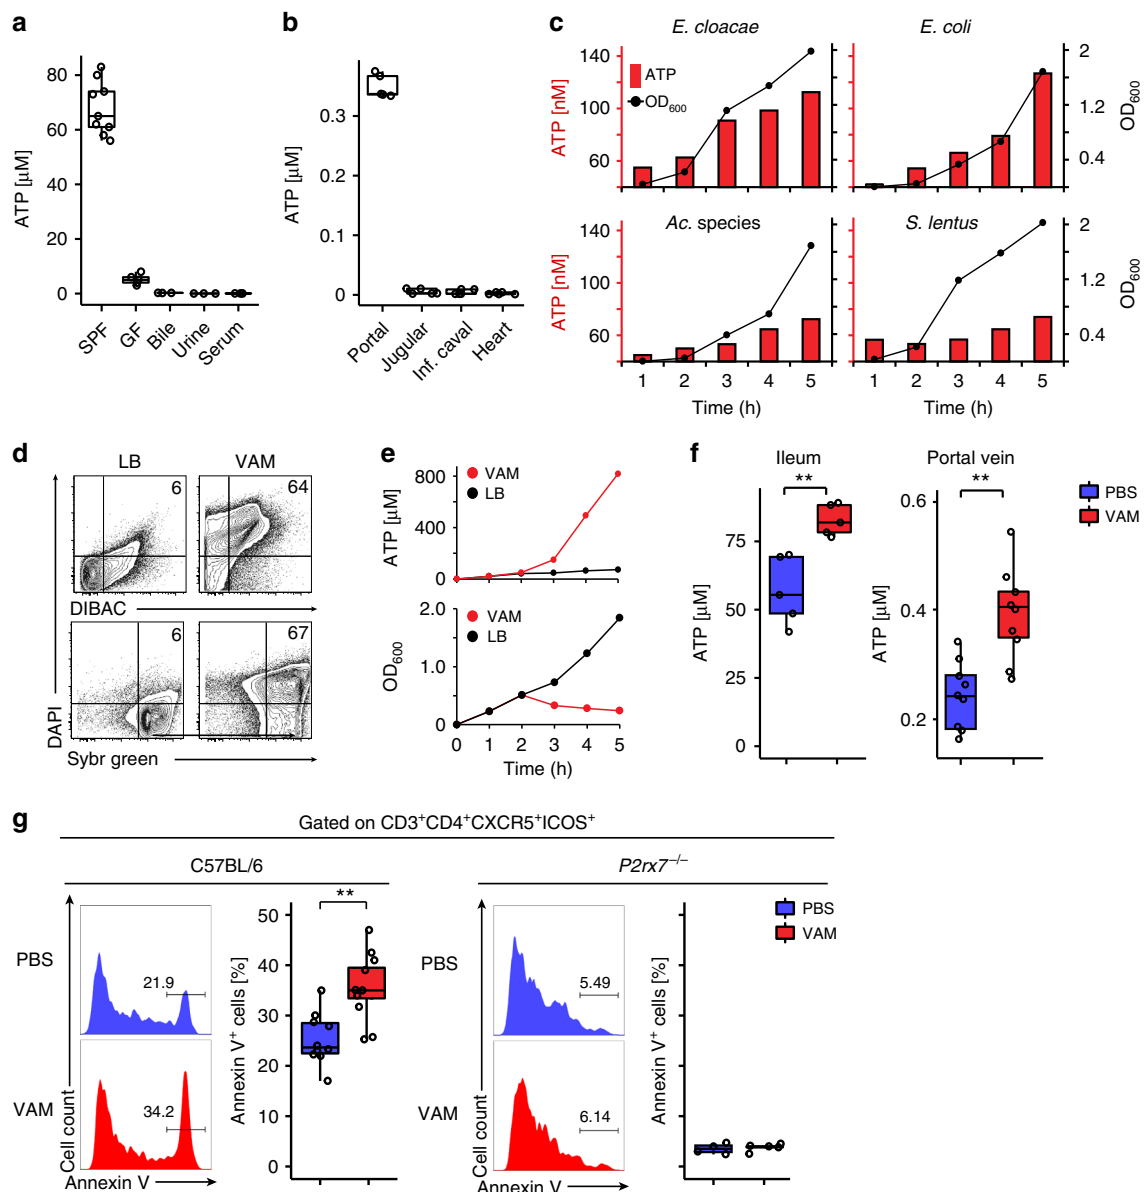 a
ATP [µM]
80
60
40
20
0
SPF
GF
Bile
Urine
Serum
b
ATP [µM]
0.3
0.2
0.1
0
Portal
Jugular
Inf. caval
Heart
c
E. cloacae
E. coli
ATP
OD600
ATP [nM]
140
100
60
2
1.2
0.4
OD600
Ac. species
S. lentus
ATP [nM]
140
100
60
2
1.2
0.4
OD600
1 2 3 4 5
1 2 3 4 5
Time (h)
Time (h)
d
LB
VAM
6
64
DIBAC
6
67
DAPI
Sybr green
e
VAM
LB
ATP [µM]
800
400
0
VAM
LB
OD600
2.0
1.0
0
0 1 2 3 4 5
Time (h)
f
Ileum
Portal vein
**
**
PBS
VAM
ATP [µM]
75
50
25
0
ATP [µM]
0.6
0.4
0.2
g
Gated on CD3+CD4+CXCR5+ICOS+
C57BL/6
P2rx7–/–
PBS
21.9
VAM
34.2
Cell count
Annexin V
**
Annexin V+ cells [%]
50
40
30
20
10
0
PBS
5.49
VAM
6.14
Cell count
Annexin V
Annexin V+ cells [%]
PBS
VAM